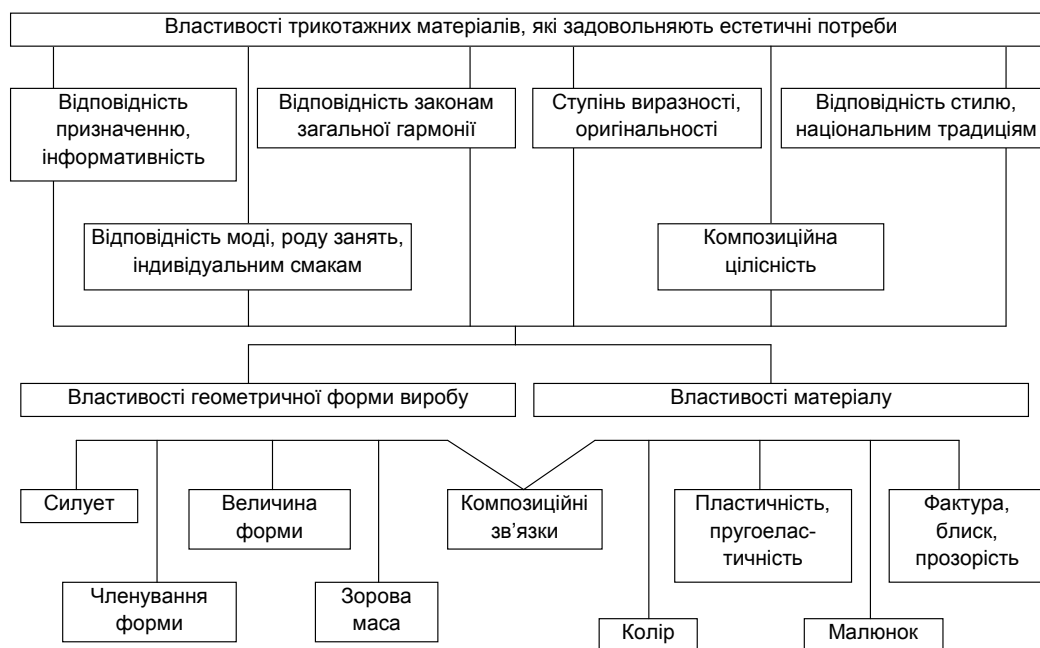 Властивості трикотажних матеріалів, які задовольняють естетичні потреби
Відповідність
призначенню,
інформативність
Відповідність законам
загальної гармонії
Ступінь виразності,
оригінальності
Відповідність стилю,
національним традиціям
Відповідність моді, роду занять,
індивідуальним смакам
Композиційна
цілісність
Властивості геометричної форми виробу
Властивості матеріалу
Силует
Величина
форми
Композиційні
зв’язки
Пластичність,
пругоелас-
тичність
Фактура,
блиск,
прозорість
Членування
форми
Зорова
маса
Колір
Малюнок